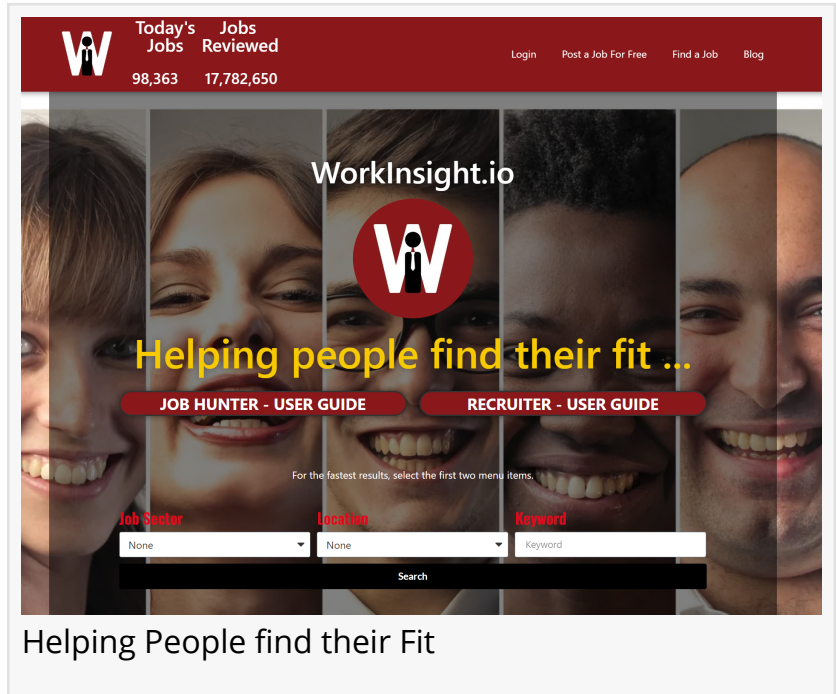 Today's Jobs
Jobs Reviewed
98,363 17,782,650
Login Post a Job For Free Find a Job Blog
WorkInsight.io
W
Helping people find their fit ...
JOB HUNTER - USER GUIDE RECRUITER - USER GUIDE
For the fastest results, select the first two menu items.
Job Sector Location Keyword
None None Keyword
Search
Helping People find their Fit